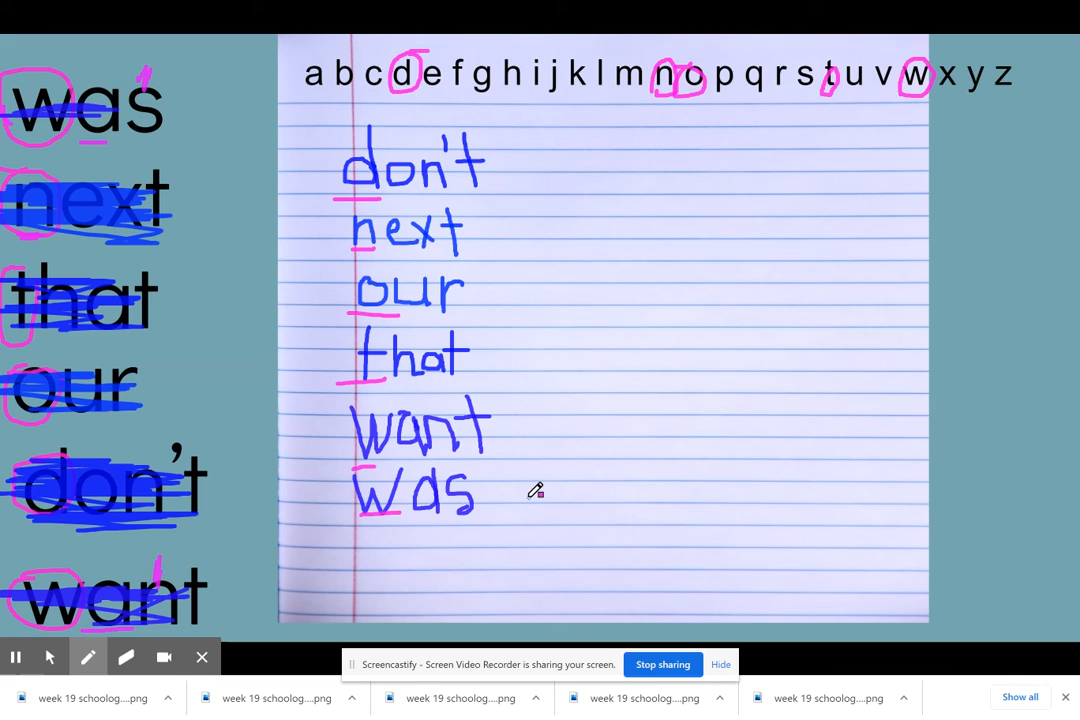 was
next
that
our
don't
want
a b c d e f g h i j k l m n o p q r s t u v w x y z
don't
next
our
that
want
was
Screencastify - Screen Video Recorder is sharing your screen. Stop sharing Hide
week 19 schoolog....png week 19 schoolog....png week 19 schoolog....png week 19 schoolog....png week 19 schoolog....png Show all